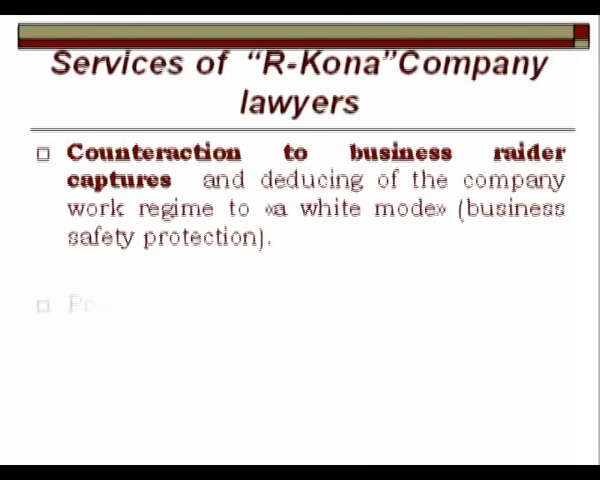 Services of “R-Kona”Company
lawyers
Counteraction to business raider
captures and deducing of the company
work regime to «a white mode» (business
safety protection).